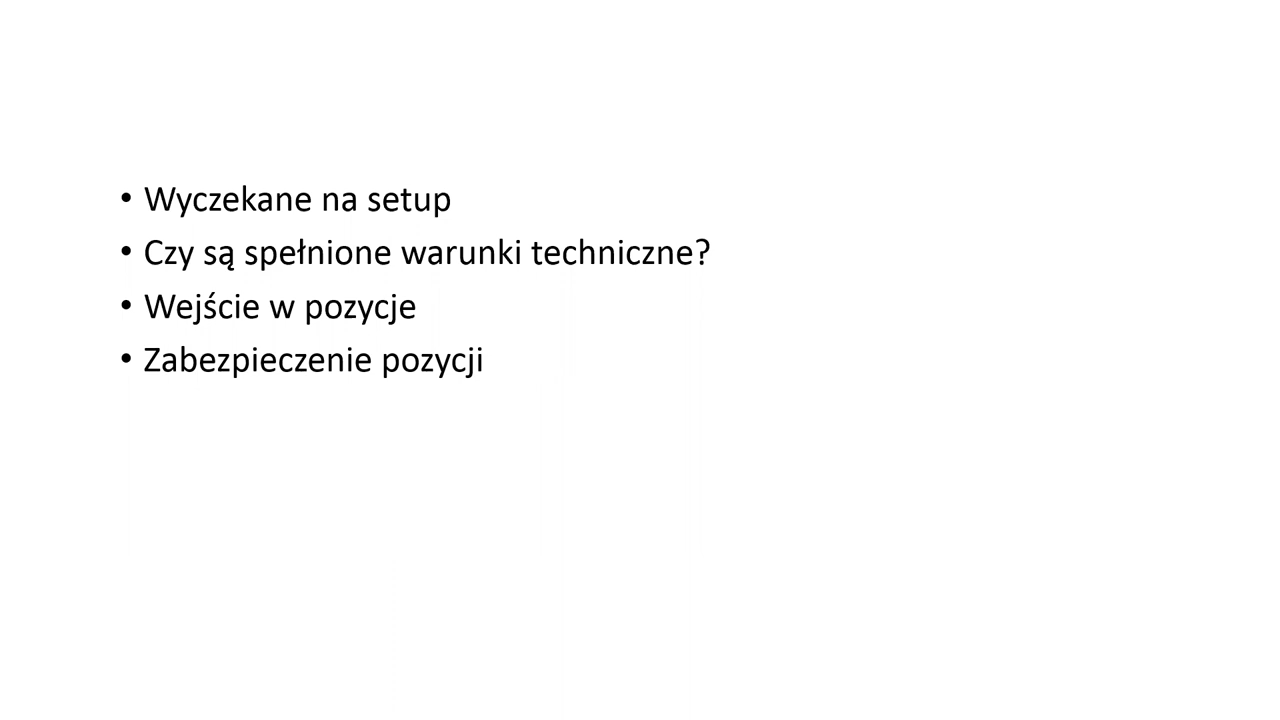 • Wyczekane na setup
• Czy są spełnione warunki techniczne?
• Wejście w pozycje
• Zabezpieczenie pozycji